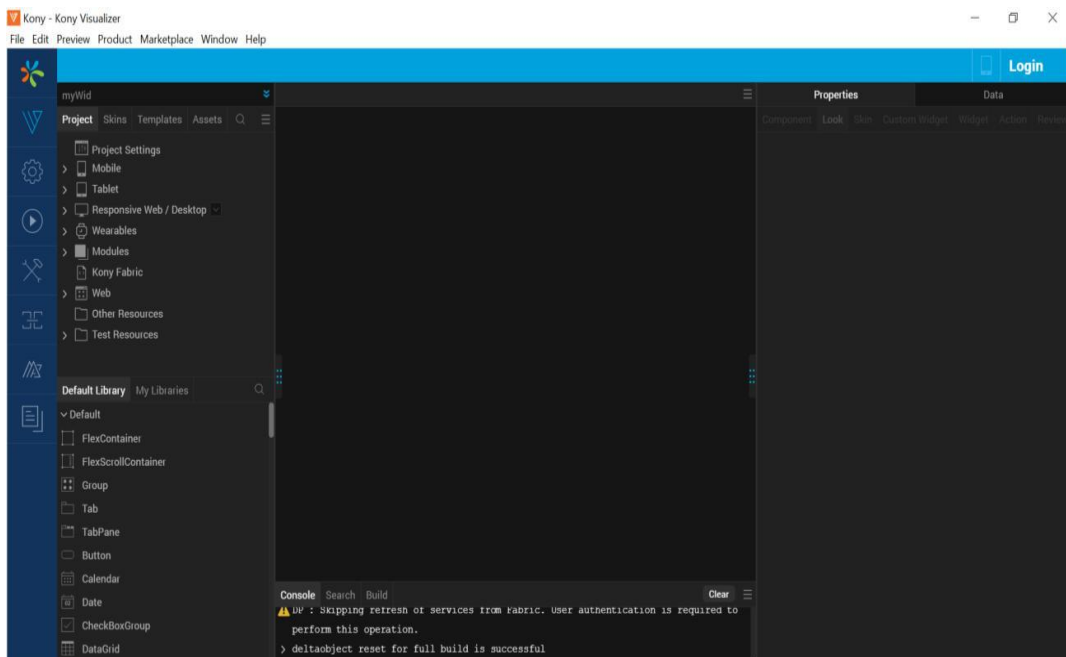 Kony - Kony Visualizer
File Edit Preview Product Marketplace Window Help
Login
myWid
Properties Data
Project Skins Templates Assets
Component Look Skin Custom Widget Widget Action Review
Project Settings
Mobile
Tablet
Responsive Web / Desktop
Wearables
Modules
Kony Fabric
Web
Other Resources
Test Resources
Default Library My Libraries
Default
FlexContainer
FlexScrollContainer
Group
Tab
TabPane
Button
Calendar
Date
CheckBoxGroup
DataGrid
Console Search Build Clear
DP : Skipping refresh of services from Fabric. User authentication is required to
perform this operation.
> deltaobject reset for full build is successful